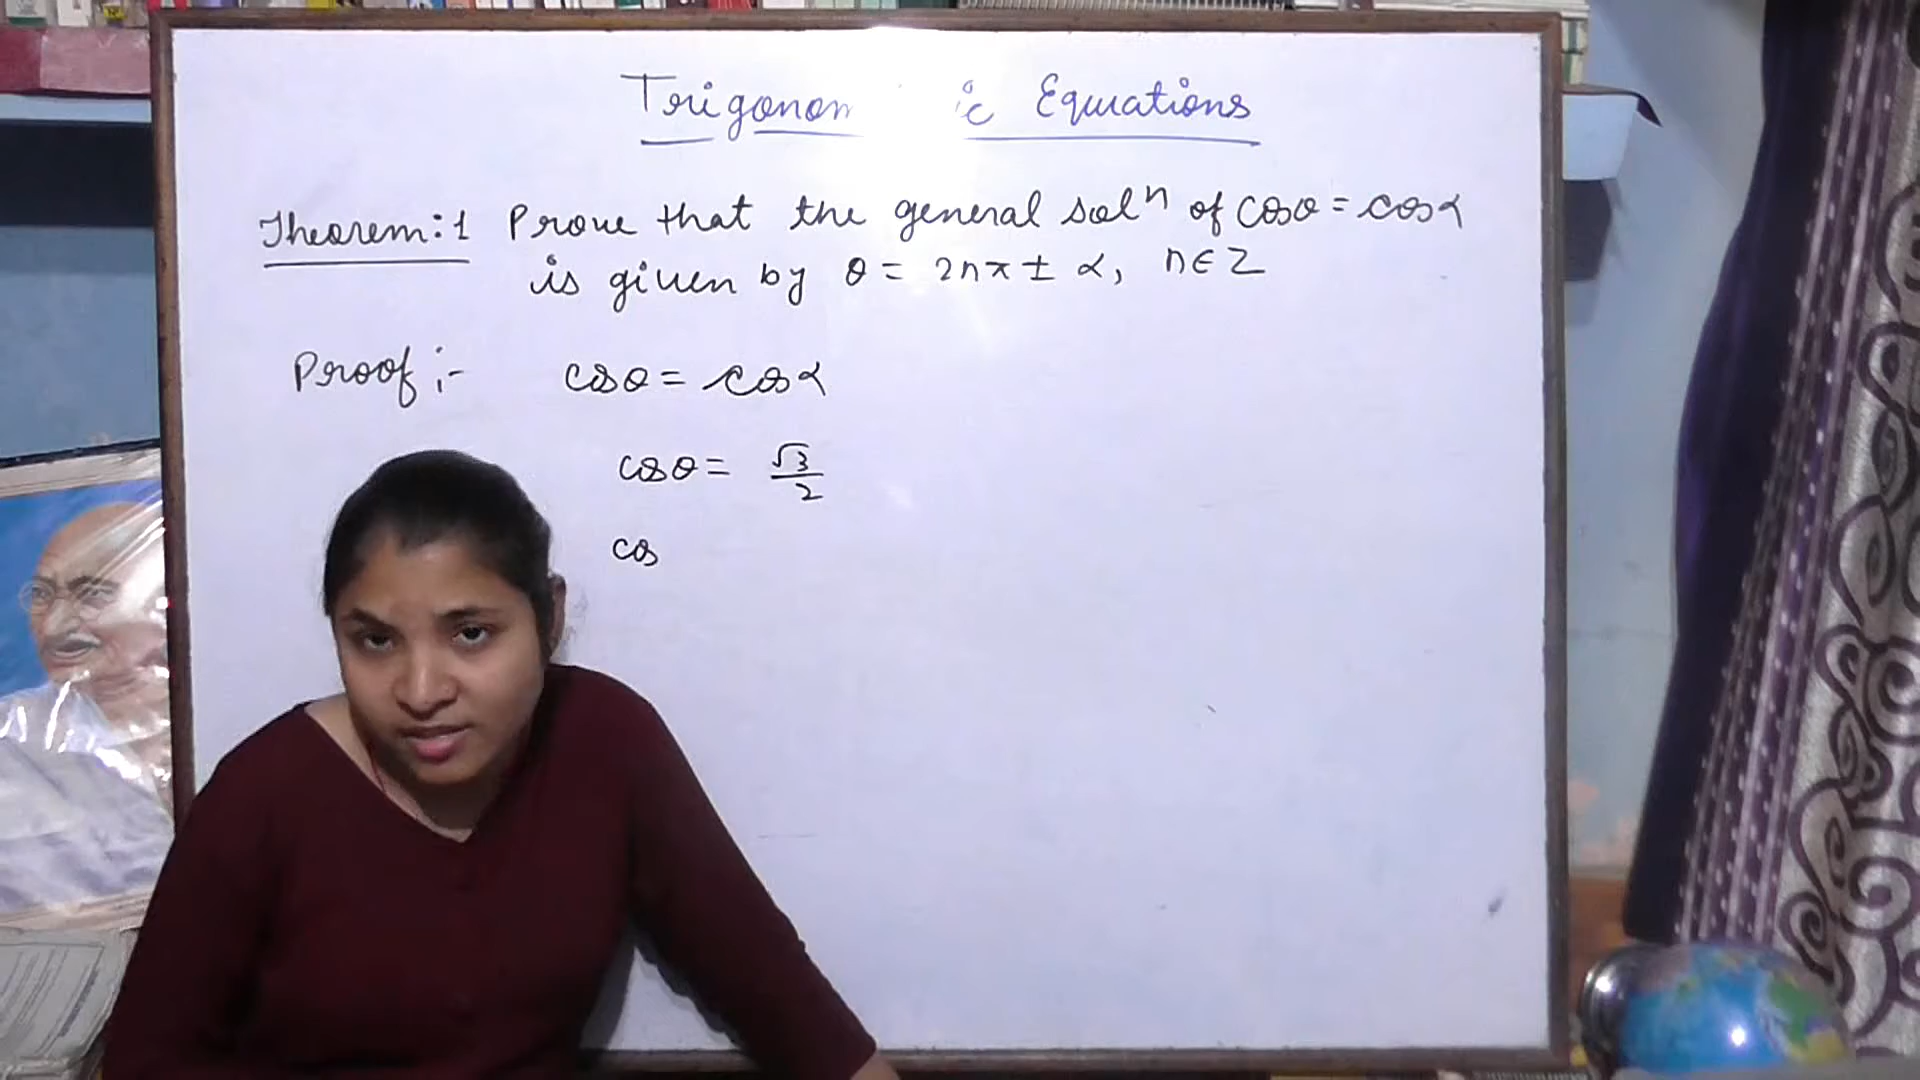 Trigonom ic Equations
Theorem:1 Prove that the general solⁿ of cosθ = cosα
is given by θ = 2nπ ± α, n∈Z
Proof :- cosθ = cosα
cosθ = √3/2
cos